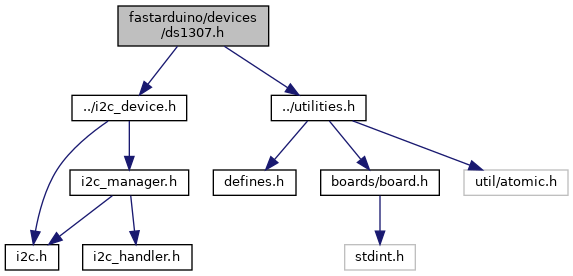 fastarduino/devices
/ds1307.h
../i2c_device.h
../utilities.h
i2c_manager.h
defines.h
boards/board.h
util/atomic.h
i2c.h
i2c_handler.h
stdint.h